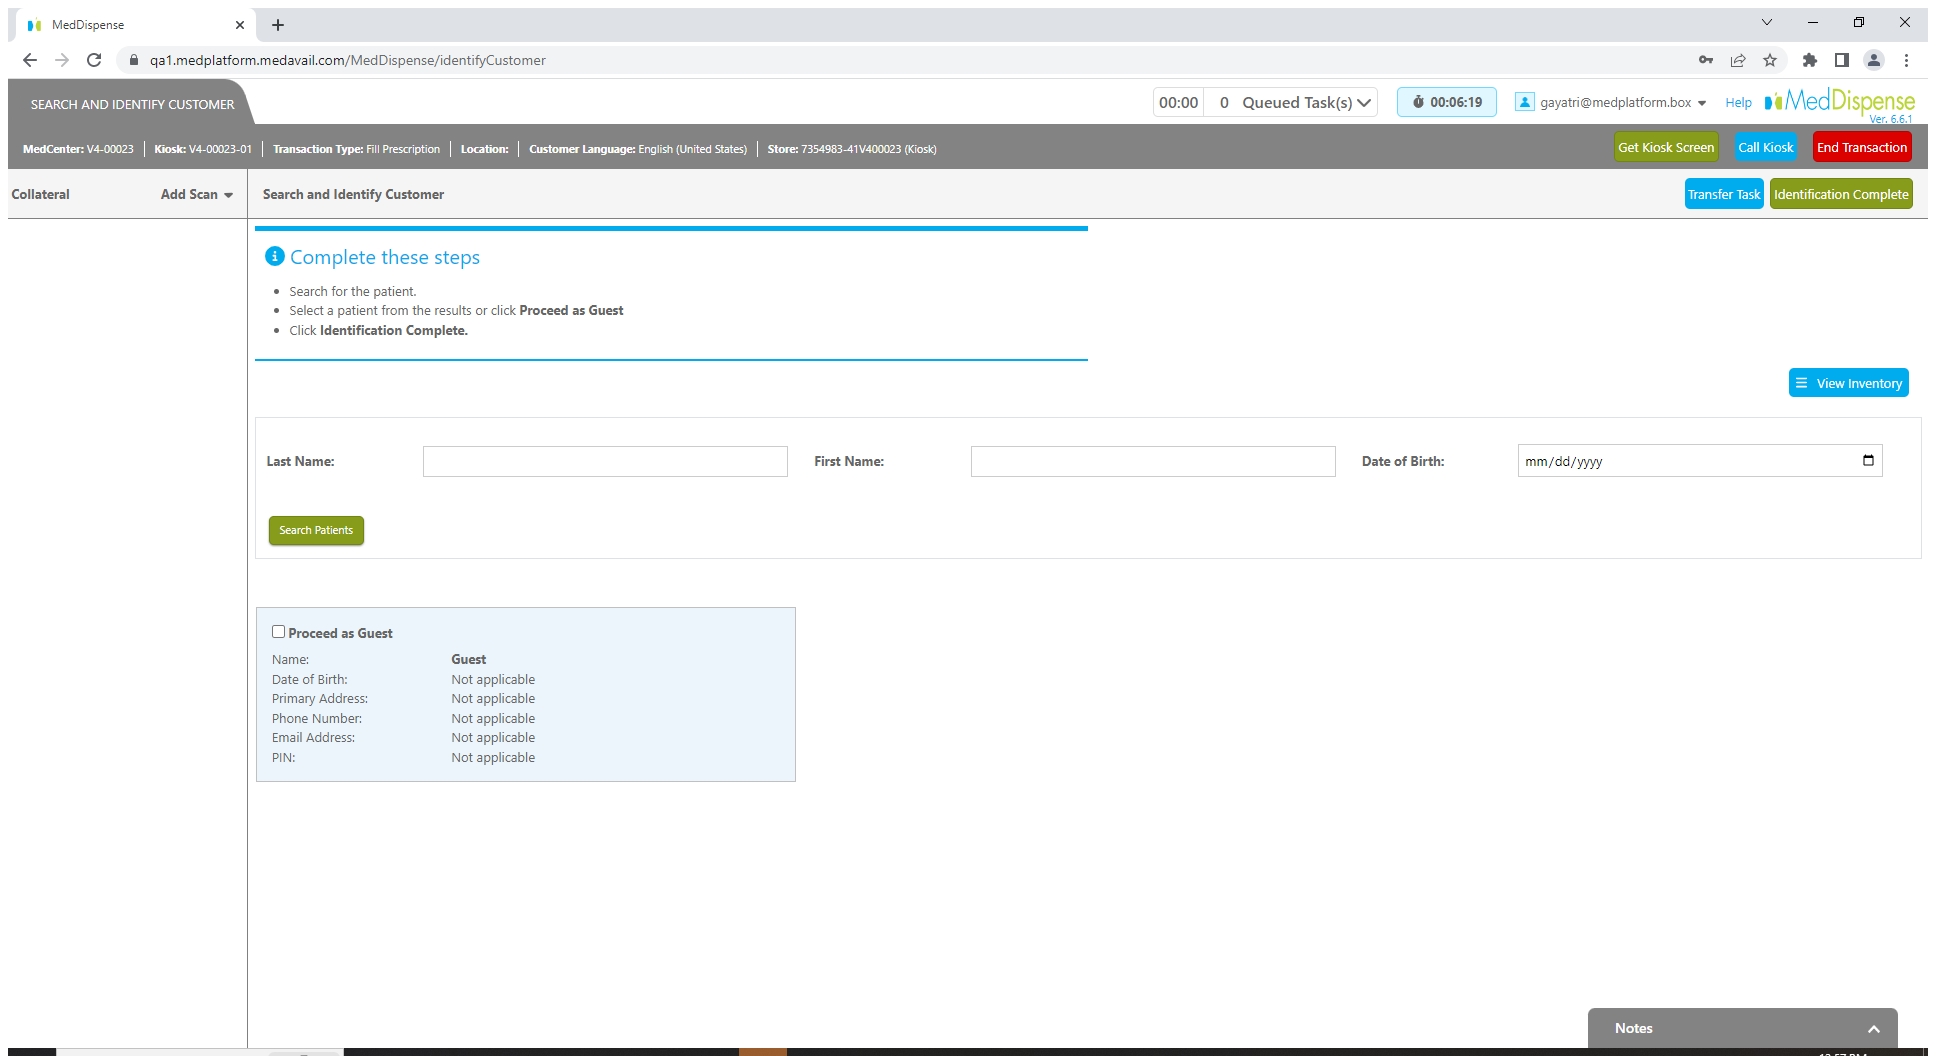 MedDispense
qa1.medplatform.medavail.com/MedDispense/identifyCustomer
SEARCH AND IDENTIFY CUSTOMER
00:00 0 Queued Task(s) 00:06:19 gayatri@medplatform.box Help MedDispense
Ver. 6.6.1
MedCenter: V4-00023 Kiosk: V4-00023-01 Transaction Type: Fill Prescription Location: Customer Language: English (United States) Store: 7354983-41V400023 (Kiosk) Get Kiosk Screen Call Kiosk End Transaction
Collateral Add Scan Search and Identify Customer Transfer Task Identification Complete
Complete these steps
Search for the patient.
Select a patient from the results or click Proceed as Guest
Click Identification Complete.
View Inventory
Last Name: First Name: Date of Birth: mm/dd/yyyy
Search Patients
Proceed as Guest
Name: Guest
Date of Birth: Not applicable
Primary Address: Not applicable
Phone Number: Not applicable
Email Address: Not applicable
PIN: Not applicable
Notes